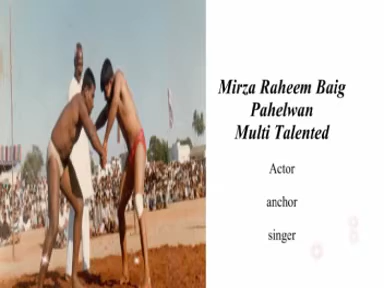 Mirza Raheem Baig
Pahelwan
Multi Talented
Actor
anchor
singer